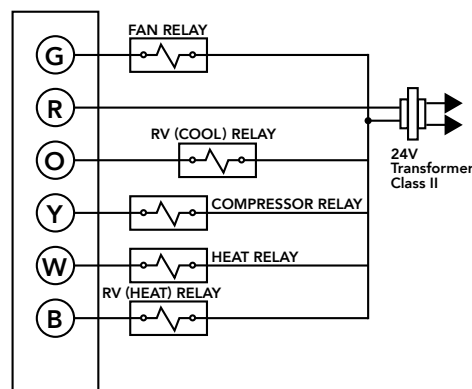 FAN RELAY
G
R
RV (COOL) RELAY
O
24V
Transformer
Class II
Y
COMPRESSOR RELAY
W
HEAT RELAY
RV (HEAT) RELAY
B